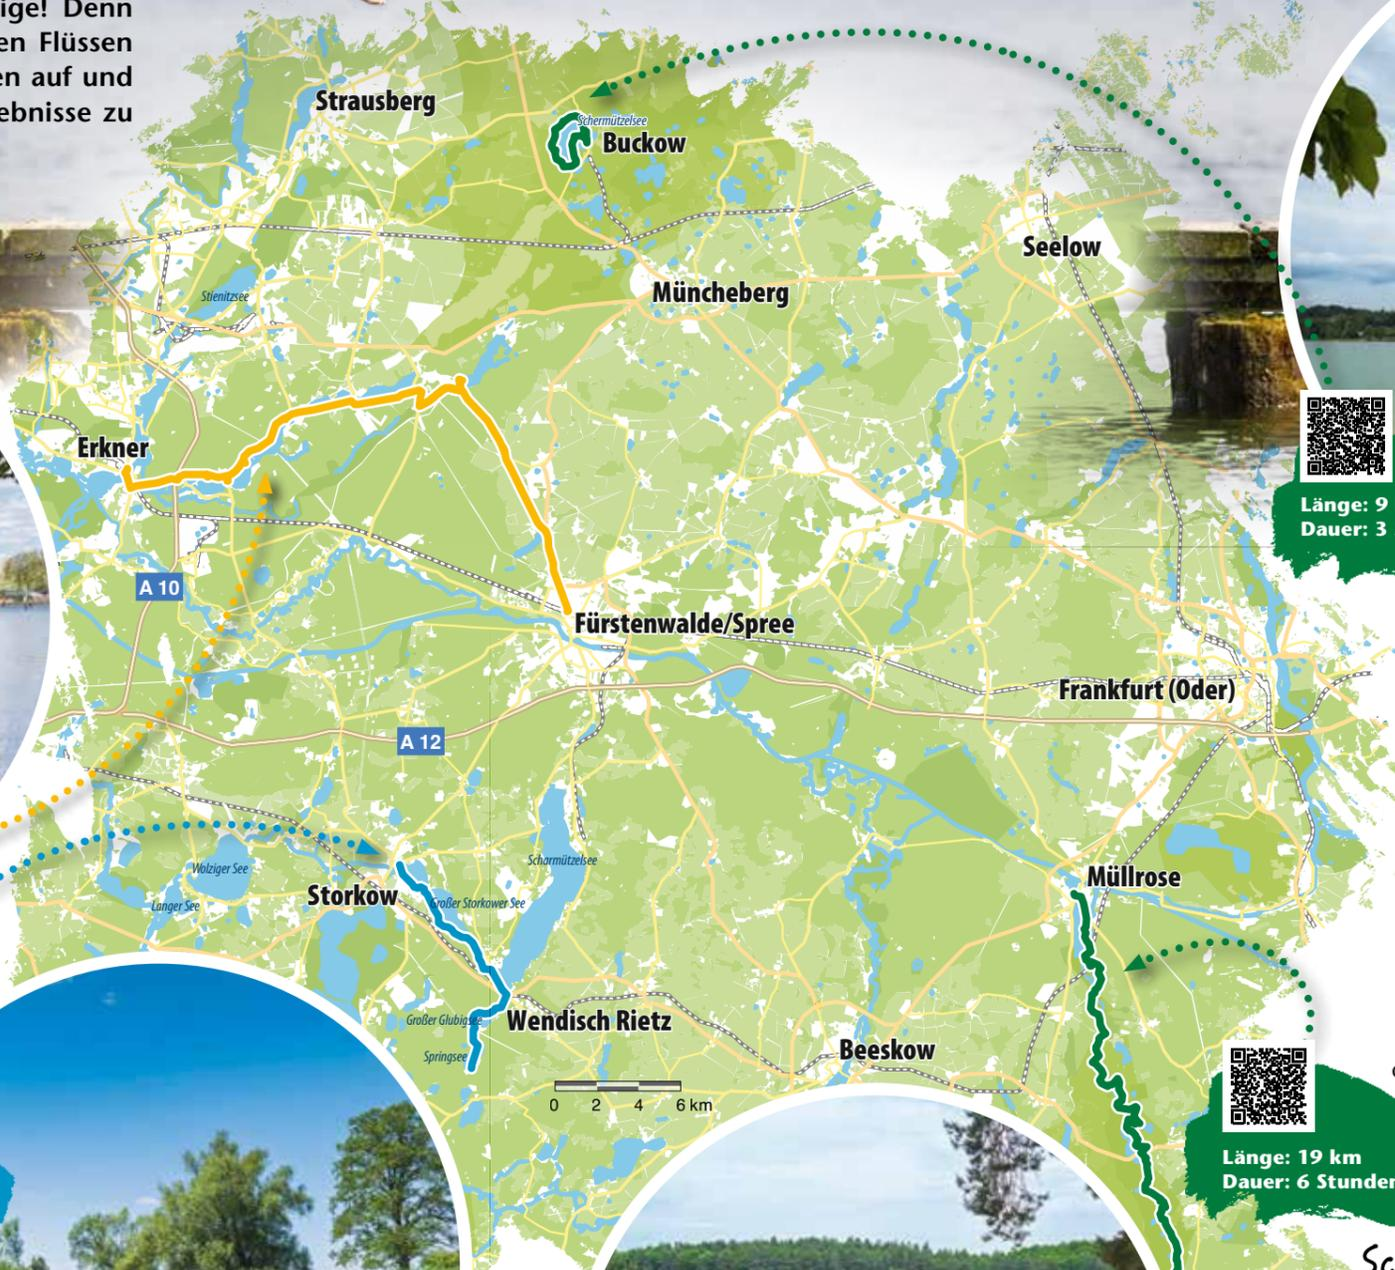 ige! Denn
en Flüssen
en auf und
ebnisse zu
Strausberg
Schermützelsee
Buckow
Seelow
Müncheberg
Stienitzsee
Erkner
Länge: 9
Dauer: 3
A 10
Fürstenwalde/Spree
Frankfurt (Oder)
A 12
Scharmützelsee
Wolziger See
Müllrose
Storkow
Großer Storkower See
Langer See
Großer Glubigsee
Wendisch Rietz
Springsee
Beeskow
0 2 4 6 km
Länge: 19 km
Dauer: 6 Stunden
Sc